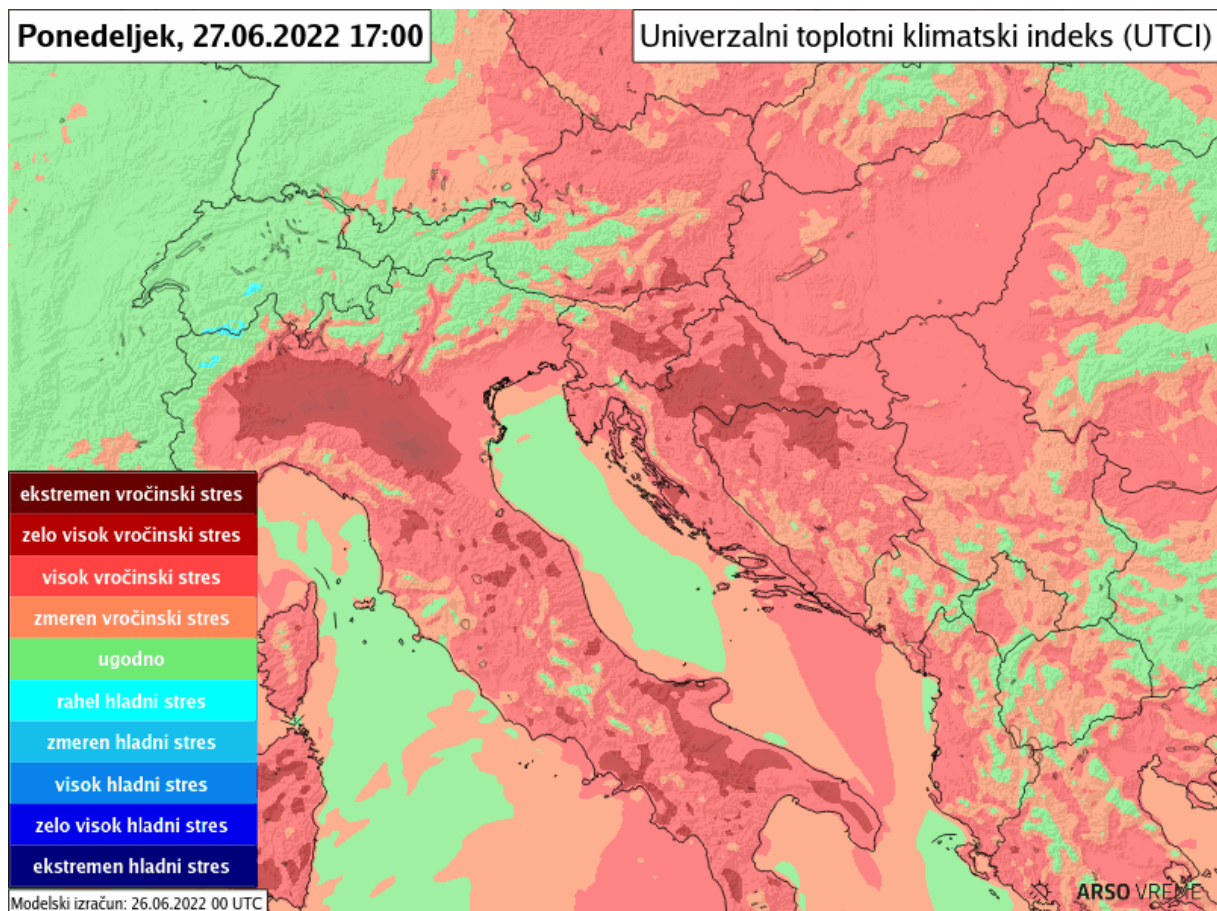 Ponedeljek, 27.06.2022 17:00
Univerzalni toplotni klimatski indeks (UTCI)
ekstremen vročinski stres
zelo visok vročinski stres
visok vročinski stres
zmeren vročinski stres
ugodno
rahel hladni stres
zmeren hladni stres
visok hladni stres
zelo visok hladni stres
ekstremen hladni stres
Modelski izračun: 26.06.2022 00 UTC
ARSO VREME